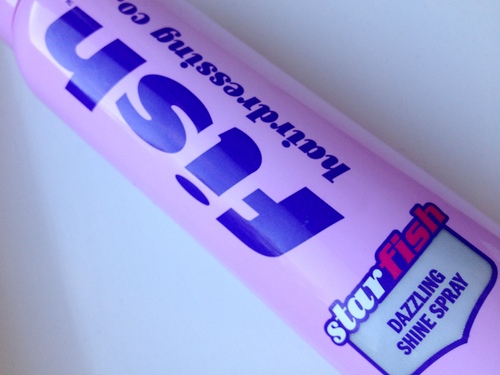 fish
hairdressing co.
starfish
DAZZLING
SHINE SPRAY